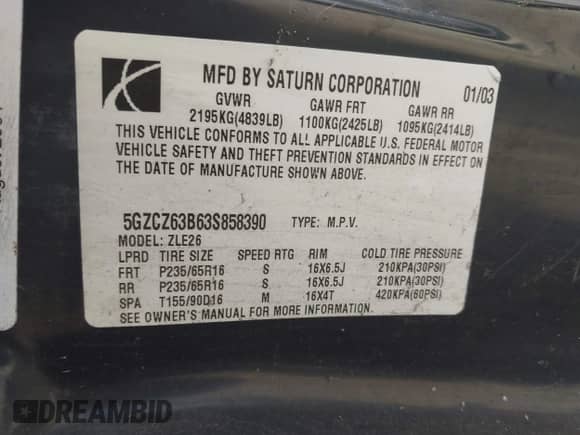 MFD BY SATURN CORPORATION 01/03
GVWR GAWR FRT GAWR RR
2195KG(4839LB) 1100KG(2425LB) 1095KG(2414LB)
THIS VEHICLE CONFORMS TO ALL APPLICABLE U.S. FEDERAL MOTOR
VEHICLE SAFETY AND THEFT PREVENTION STANDARDS IN EFFECT ON
THE DATE OF MANUFACTURE SHOWN ABOVE.
5GZCZ63B63S858390 TYPE: M.P.V.
MODEL: ZLE26
LPRD TIRE SIZE SPEED RTG RIM COLD TIRE PRESSURE
FRT P235/65R16 S 16X6.5J 210KPA(30PSI)
RR P235/65R16 S 16X6.5J 210KPA(30PSI)
SPA T155/90D16 M 16X4T 420KPA(60PSI)
SEE OWNER'S MANUAL FOR MORE INFORMATION.
DREAMBID